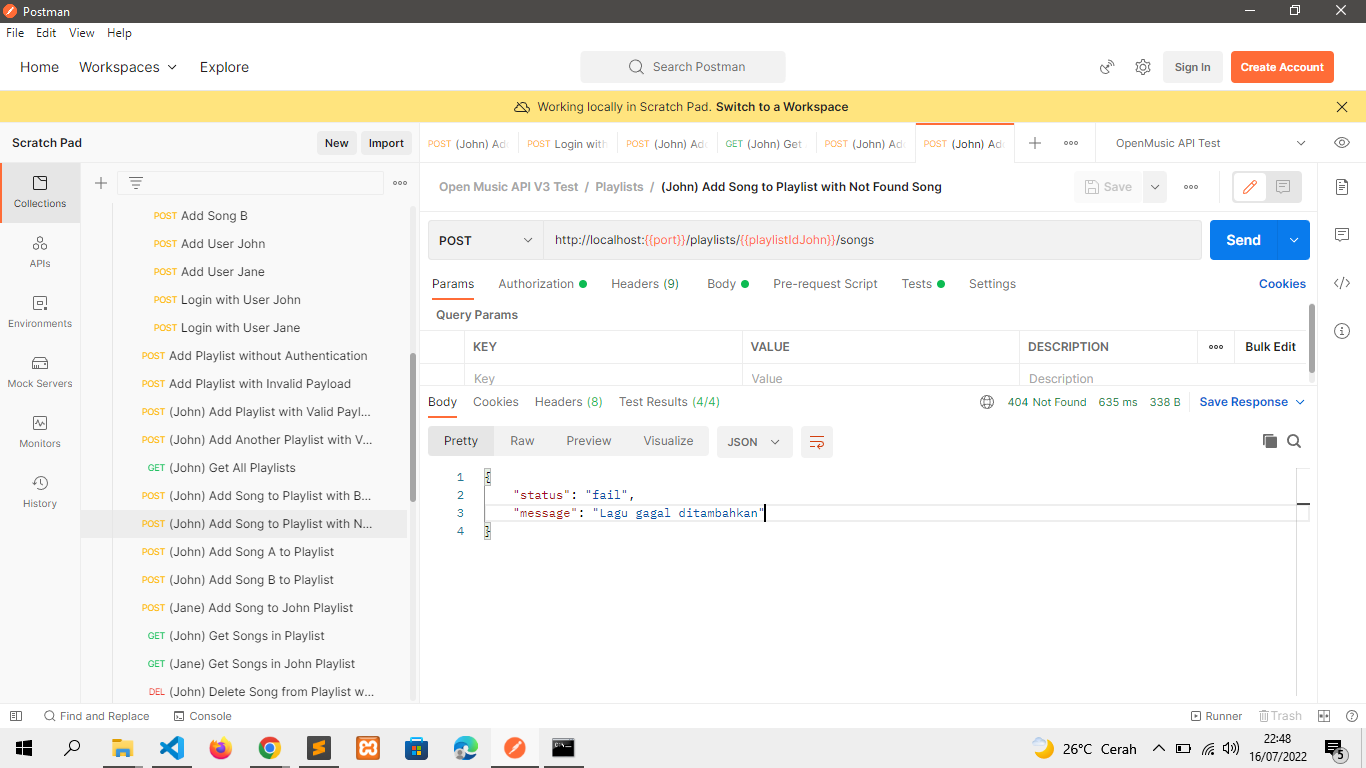 Postman
File Edit View Help
Home Workspaces Explore
Search Postman
Sign In
Create Account
Working locally in Scratch Pad. Switch to a Workspace
Scratch Pad
New
Import
POST (John) Ad
POST Login with
POST (John) Ad
GET (John) Get
POST (John) Ad
POST (John) Ad
OpenMusic API Test
Collections
APIs
Environments
Mock Servers
Monitors
History
POST Add Song B
POST Add User John
POST Add User Jane
POST Login with User John
POST Login with User Jane
POST Add Playlist without Authentication
POST Add Playlist with Invalid Payload
POST (John) Add Playlist with Valid Payl...
POST (John) Add Another Playlist with V...
GET (John) Get All Playlists
POST (John) Add Song to Playlist with B...
POST (John) Add Song to Playlist with N...
POST (John) Add Song A to Playlist
POST (John) Add Song B to Playlist
POST (Jane) Add Song to John Playlist
GET (John) Get Songs in Playlist
GET (Jane) Get Songs in John Playlist
DEL (John) Delete Song from Playlist w...
Open Music API V3 Test / Playlists / (John) Add Song to Playlist with Not Found Song
Save
POST
http://localhost:{{port}}/playlists/{{playlistIdJohn}}/songs
Send
Params Authorization Headers (9) Body Pre-request Script Tests Settings Cookies
Query Params
KEY VALUE DESCRIPTION Bulk Edit
Key Value Description
Body Cookies Headers (8) Test Results (4/4) 404 Not Found 635 ms 338 B Save Response
Pretty Raw Preview Visualize JSON
1 {
2 "status": "fail",
3 "message": "Lagu gagal ditambahkan"
4 }
Find and Replace Console Runner Trash
26°C Cerah
22:48
16/07/2022
5